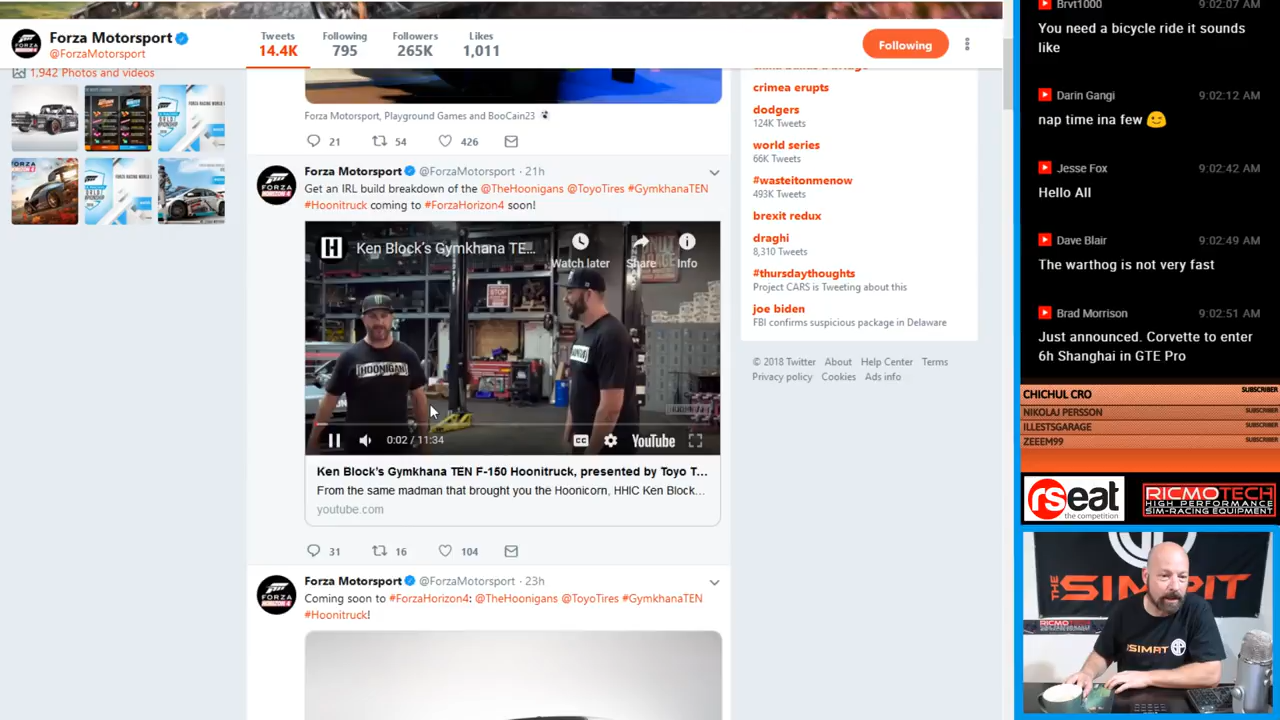 Forza Motorsport
@ForzaMotorsport
Tweets
14.4K
Following
795
Followers
265K
Likes
1,011
Following
1,942 Photos and videos
Forza Motorsport, Playground Games and BooCain23
21
54
426
Forza Motorsport @ForzaMotorsport · 21h
Get an IRL build breakdown of the @TheHoonigans @ToyoTires #GymkhanaTEN
#Hoonitruck coming to #ForzaHorizon4 soon!
H
Ken Block's Gymkhana TE...
Watch later
Share
Info
HOONIGAN
0:02 / 11:34
CC
YouTube
Ken Block's Gymkhana TEN F-150 Hoonitruck, presented by Toyo T...
From the same madman that brought you the Hoonicorn, HHIC Ken Block...
youtube.com
31
16
104
Forza Motorsport @ForzaMotorsport · 23h
Coming soon to #ForzaHorizon4: @TheHoonigans @ToyoTires #GymkhanaTEN
#Hoonitruck!
crimea erupts
dodgers
124K Tweets
world series
66K Tweets
#wasteitonmenow
493K Tweets
brexit redux
draghi
8,310 Tweets
#thursdaythoughts
Project CARS is Tweeting about this
joe biden
FBI confirms suspicious package in Delaware
© 2018 Twitter About Help Center Terms
Privacy policy Cookies Ads info
Brvt1000 9:02:07 AM
You need a bicycle ride it sounds
like
Darin Gangi 9:02:12 AM
nap time ina few
Jesse Fox 9:02:42 AM
Hello All
Dave Blair 9:02:49 AM
The warthog is not very fast
Brad Morrison 9:02:51 AM
Just announced. Corvette to enter
6h Shanghai in GTE Pro
CHICHUL CRO SUBSCRIBER
NIKOLAJ PERSSON SUBSCRIBER
ILLESTSGARAGE SUBSCRIBER
ZEEEM99 SUBSCRIBER
rseat
the competition
RICMOTECH
HIGH PERFORMANCE
SIM-RACING EQUIPMENT
THE SIMPIT
RICMOTECH
SIMPIT